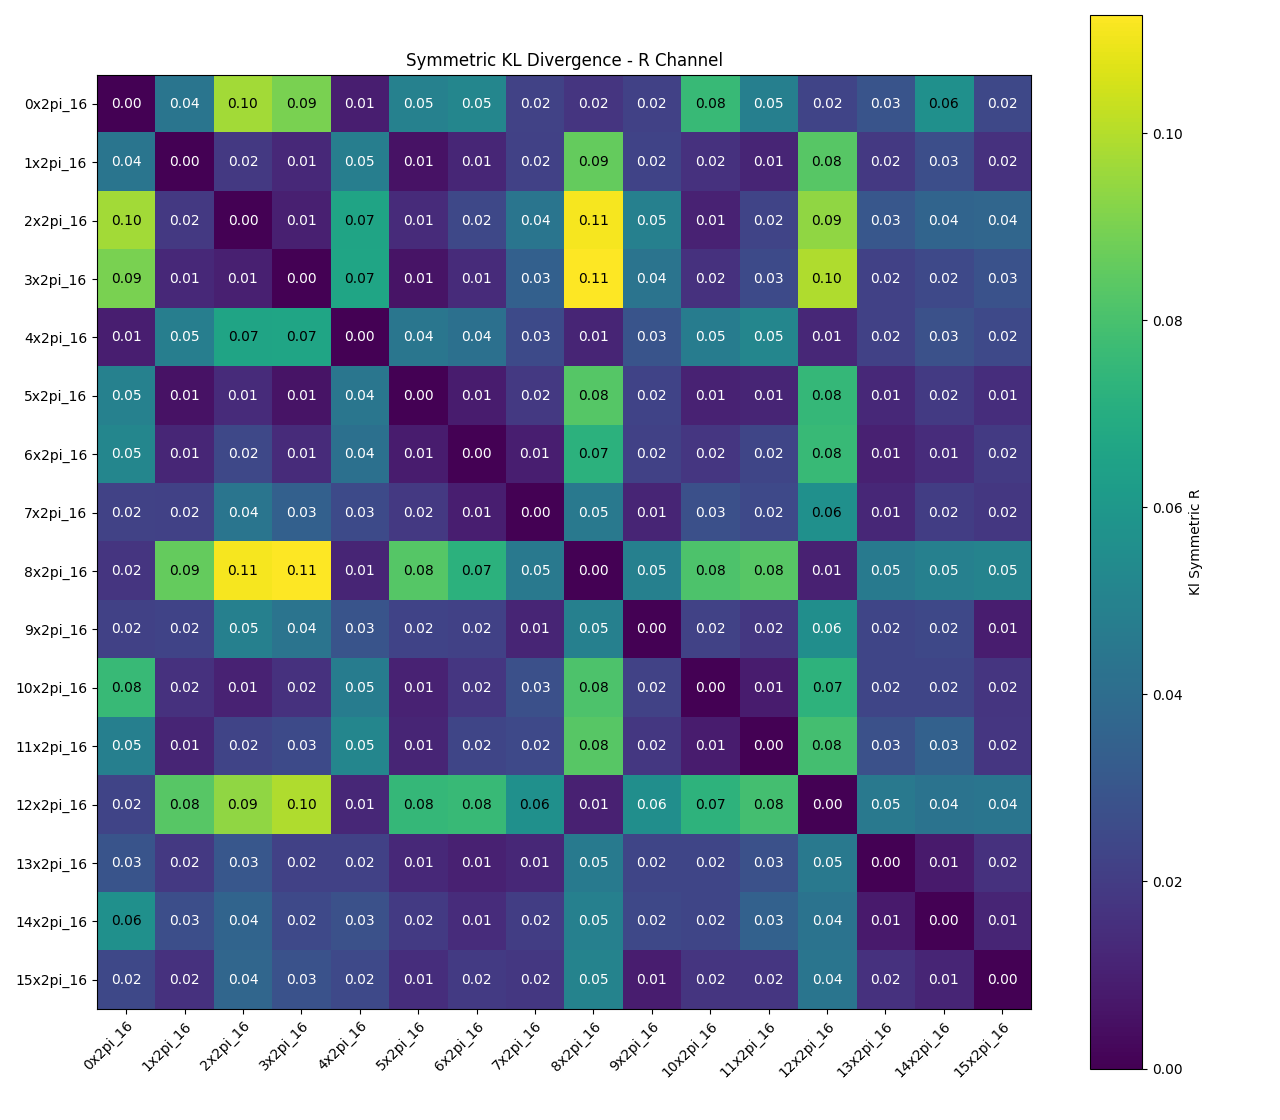 Symmetric KL Divergence - R Channel
0x2pi_16 0.00 0.04 0.10 0.09 0.01 0.05 0.05 0.02 0.02 0.02 0.08 0.05 0.02 0.03 0.06 0.02
1x2pi_16 0.04 0.00 0.02 0.01 0.05 0.01 0.01 0.02 0.09 0.02 0.02 0.01 0.08 0.02 0.03 0.02
2x2pi_16 0.10 0.02 0.00 0.01 0.07 0.01 0.02 0.04 0.11 0.05 0.01 0.02 0.09 0.03 0.04 0.04
3x2pi_16 0.09 0.01 0.01 0.00 0.07 0.01 0.01 0.03 0.11 0.04 0.02 0.03 0.10 0.02 0.02 0.03
4x2pi_16 0.01 0.05 0.07 0.07 0.00 0.04 0.04 0.03 0.01 0.03 0.05 0.05 0.01 0.02 0.03 0.02
5x2pi_16 0.05 0.01 0.01 0.01 0.04 0.00 0.01 0.02 0.08 0.02 0.01 0.01 0.08 0.01 0.02 0.01
6x2pi_16 0.05 0.01 0.02 0.01 0.04 0.01 0.00 0.01 0.07 0.02 0.02 0.02 0.08 0.01 0.01 0.02
7x2pi_16 0.02 0.02 0.04 0.03 0.03 0.02 0.01 0.00 0.05 0.01 0.03 0.02 0.06 0.01 0.02 0.02
8x2pi_16 0.02 0.09 0.11 0.11 0.01 0.08 0.07 0.05 0.00 0.05 0.08 0.08 0.01 0.05 0.05 0.05
9x2pi_16 0.02 0.02 0.05 0.04 0.03 0.02 0.02 0.01 0.05 0.00 0.02 0.02 0.06 0.02 0.02 0.01
10x2pi_16 0.08 0.02 0.01 0.02 0.05 0.01 0.02 0.03 0.08 0.02 0.00 0.01 0.07 0.02 0.02 0.02
11x2pi_16 0.05 0.01 0.02 0.03 0.05 0.01 0.02 0.02 0.08 0.02 0.01 0.00 0.08 0.03 0.03 0.02
12x2pi_16 0.02 0.08 0.09 0.10 0.01 0.08 0.08 0.06 0.01 0.06 0.07 0.08 0.00 0.05 0.04 0.04
13x2pi_16 0.03 0.02 0.03 0.02 0.02 0.01 0.01 0.01 0.05 0.02 0.02 0.03 0.05 0.00 0.01 0.02
14x2pi_16 0.06 0.03 0.04 0.02 0.03 0.02 0.01 0.02 0.05 0.02 0.02 0.03 0.04 0.01 0.00 0.01
15x2pi_16 0.02 0.02 0.04 0.03 0.02 0.01 0.02 0.02 0.05 0.01 0.02 0.02 0.04 0.02 0.01 0.00
0x2pi_16 1x2pi_16 2x2pi_16 3x2pi_16 4x2pi_16 5x2pi_16 6x2pi_16 7x2pi_16 8x2pi_16 9x2pi_16 10x2pi_16 11x2pi_16 12x2pi_16 13x2pi_16 14x2pi_16 15x2pi_16
0.10
0.08
0.06
0.04
0.02
0.00
Kl Symmetric R